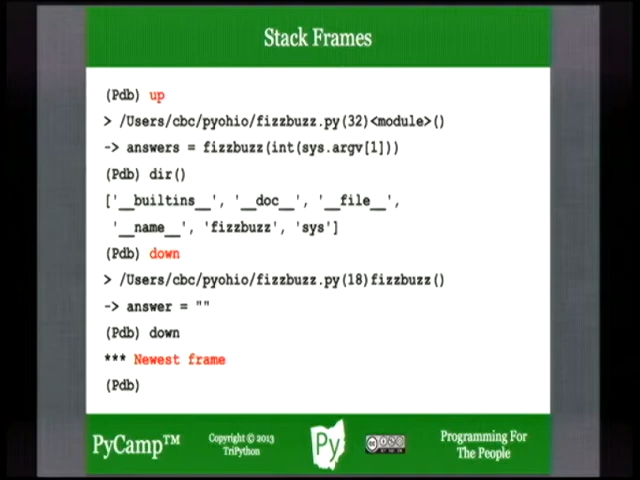 Stack Frames
(Pdb) up
> /Users/cbc/pyohio/fizzbuzz.py(32)<module>()
-> answers = fizzbuzz(int(sys.argv[1]))
(Pdb) dir()
['__builtins__', '__doc__', '__file__',
'__name__', 'fizzbuzz', 'sys']
(Pdb) down
> /Users/cbc/pyohio/fizzbuzz.py(18)fizzbuzz()
-> answer = ""
(Pdb) down
*** Newest frame
(Pdb)
PyCamp™
Copyright © 2013
TriPython
Py
Programming For
The People